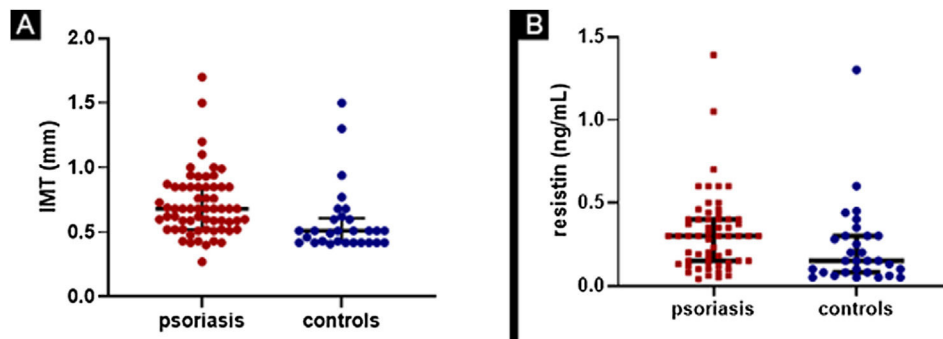 A
IMT (mm)
2.0
1.5
1.0
0.5
0.0
psoriasis controls
B
resistin (ng/mL)
1.5
1.0
0.5
0.0
psoriasis controls